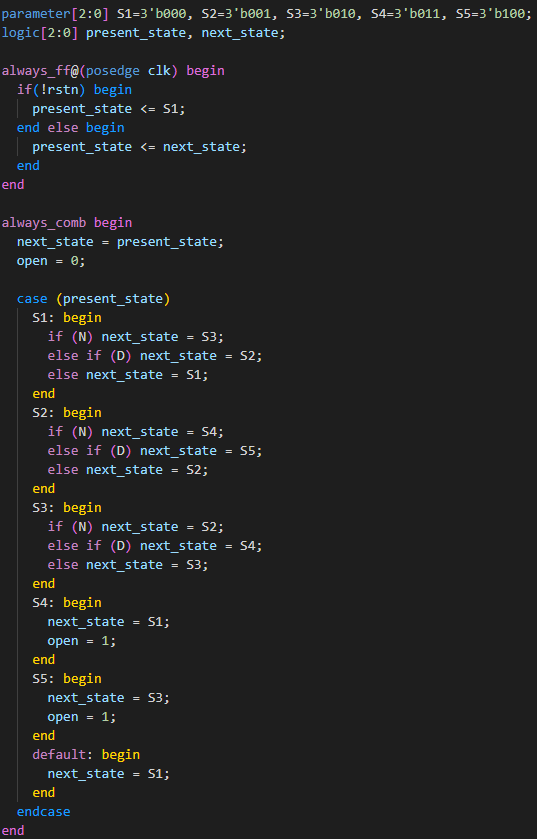 parameter[2:0] S1=3'b000, S2=3'b001, S3=3'b010, S4=3'b011, S5=3'b100;
logic[2:0] present_state, next_state;

always_ff@(posedge clk) begin
  if(!rstn) begin
    present_state <= S1;
  end else begin
    present_state <= next_state;
  end
end

always_comb begin
  next_state = present_state;
  open = 0;

  case (present_state)
    S1: begin
      if (N) next_state = S3;
      else if (D) next_state = S2;
      else next_state = S1;
    end
    S2: begin
      if (N) next_state = S4;
      else if (D) next_state = S5;
      else next_state = S2;
    end
    S3: begin
      if (N) next_state = S2;
      else if (D) next_state = S4;
      else next_state = S3;
    end
    S4: begin
      next_state = S1;
      open = 1;
    end
    S5: begin
      next_state = S3;
      open = 1;
    end
    default: begin
      next_state = S1;
    end
  endcase
end